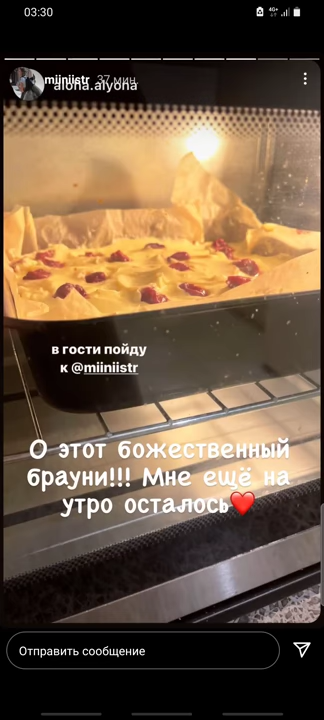 03:30
4G+
miiniistr 37 мин.
alona.alyona
в гости пойду
к @miiniistr
О этот божественный
брауни!!! Мне ещё на
утро осталось❤️
Отправить сообщение